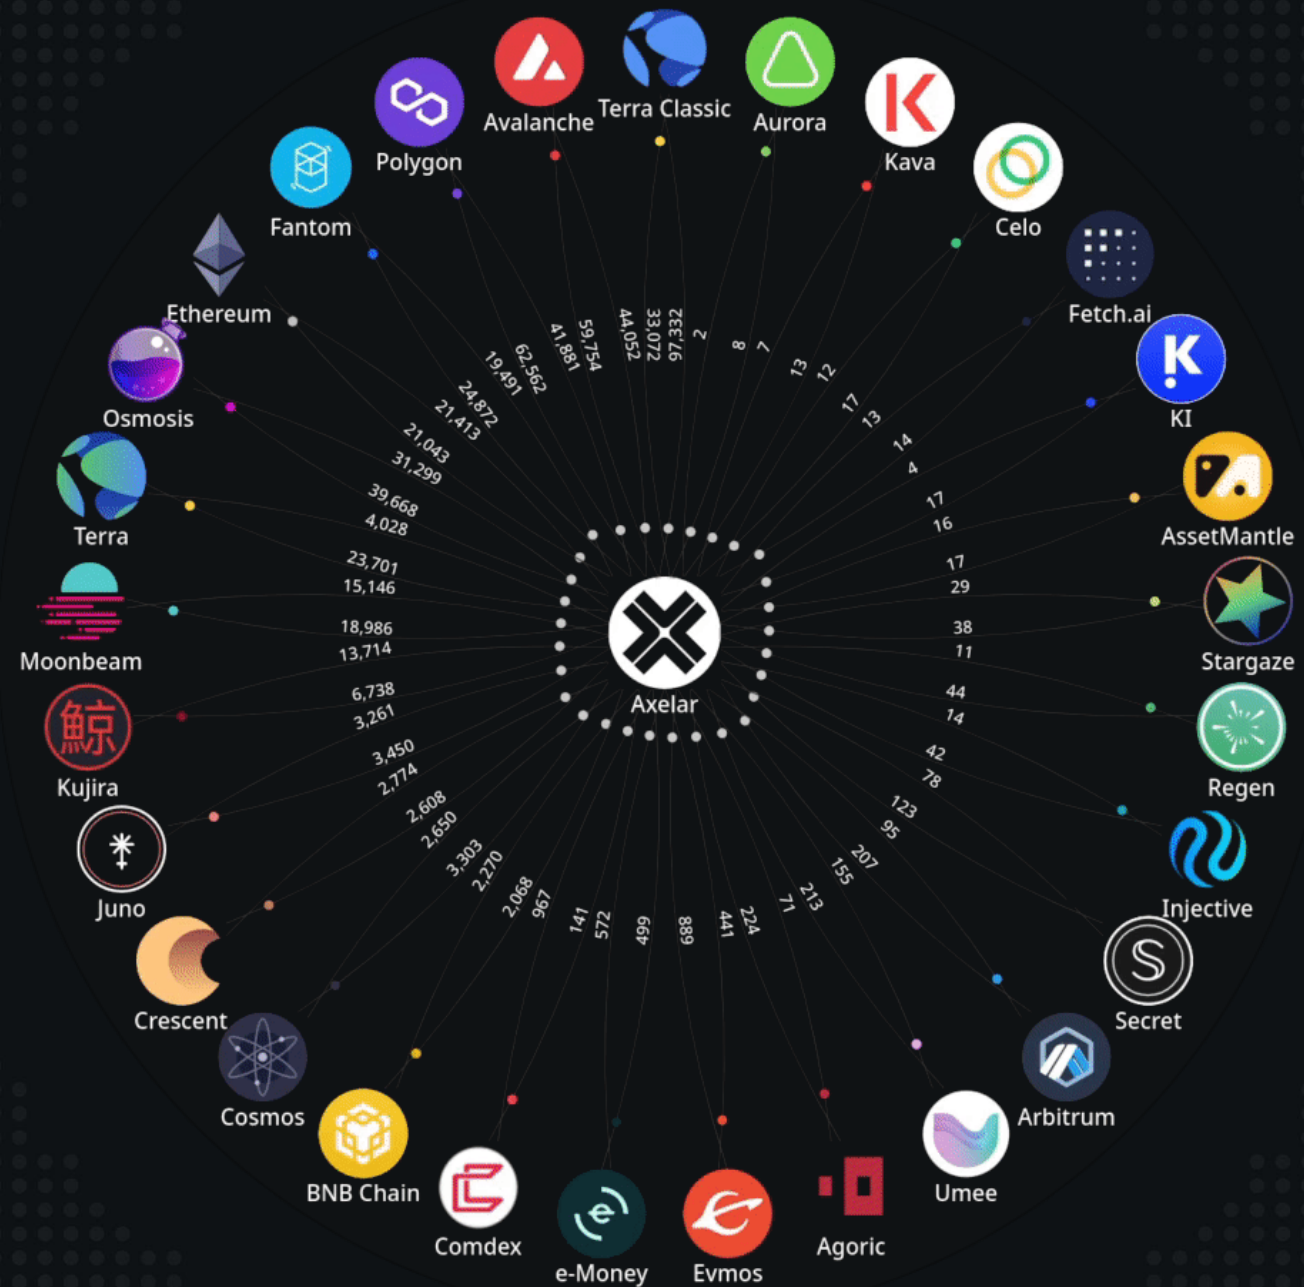 Terra Classic
Avalanche
Aurora
Polygon
Kava
Fantom
Celo
Ethereum
Fetch.ai
Osmosis
KI
Terra
AssetMantle
Moonbeam
Stargaze
Axelar
Kujira
Regen
Juno
Injective
Crescent
Secret
Cosmos
Arbitrum
BNB Chain
Umee
Comdex
Agoric
e-Money
Evmos
鯨
97,332
2
8
7
13
12
17
13
14
4
17
16
17
29
38
11
44
14
42
78
123
95
207
155
213
71
224
441
889
499
572
141
967
2,068
2,270
3,303
2,650
2,608
2,774
3,450
3,261
6,738
13,714
18,986
15,146
23,701
4,028
39,668
31,299
21,043
21,413
24,872
19,491
62,562
41,881
59,754
44,052
33,072